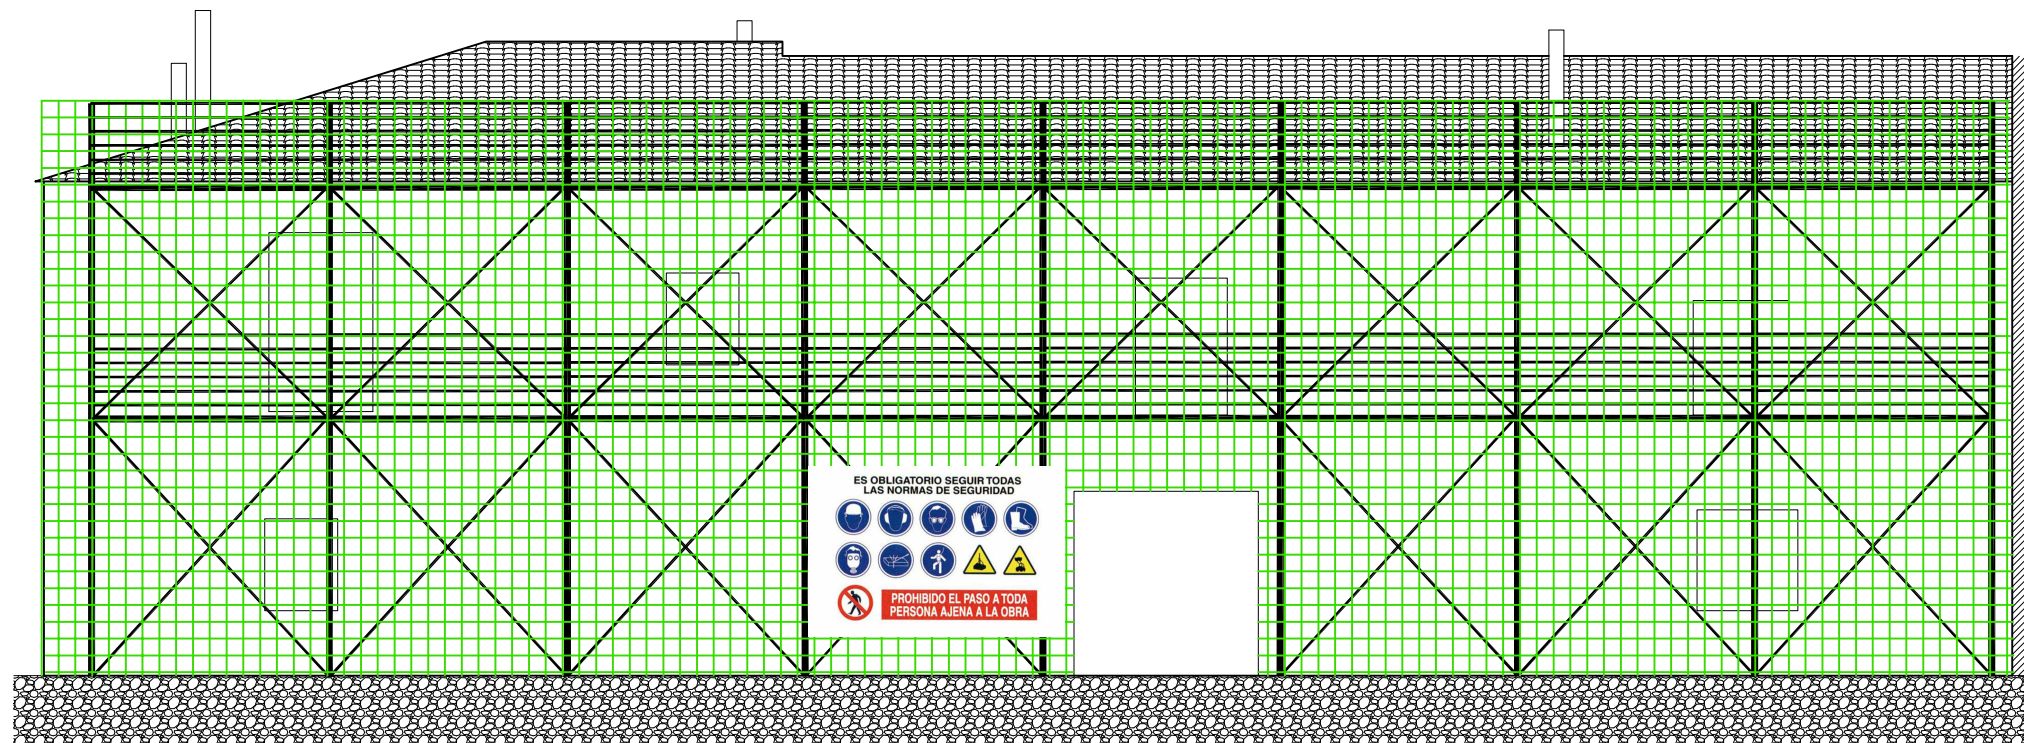 ES OBLIGATORIO SEGUIR TODAS
LAS NORMAS DE SEGURIDAD
PROHIBIDO EL PASO A TODA
PERSONA AJENA A LA OBRA